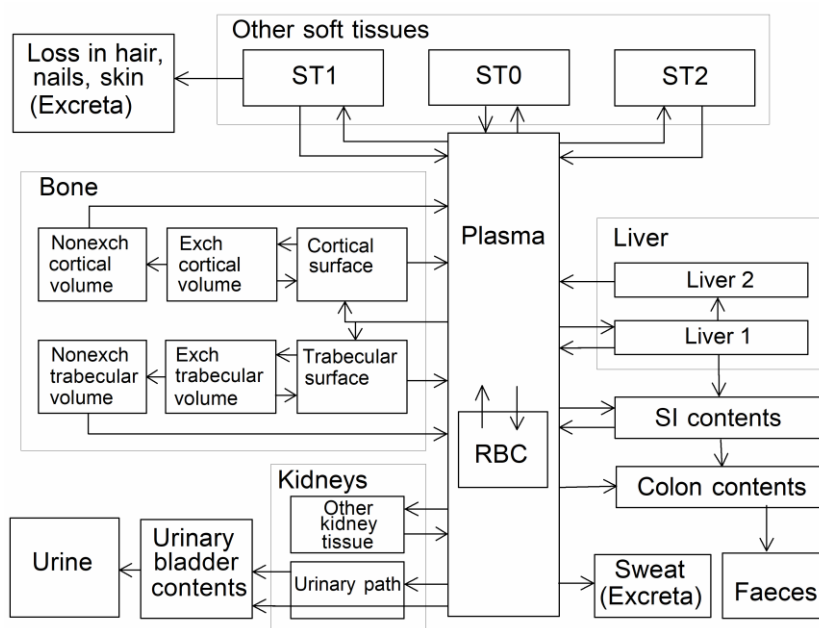 Other soft tissues
Loss in hair,
nails, skin
(Excreta)
ST1
ST0
ST2
Bone
Nonexch
cortical
volume
Exch
cortical
volume
Cortical
surface
Nonexch
trabecular
volume
Exch
trabecular
volume
Trabecular
surface
Plasma
RBC
Liver
Liver 2
Liver 1
SI contents
Colon contents
Faeces
Sweat
(Excreta)
Kidneys
Other
kidney
tissue
Urinary path
Urinary
bladder
contents
Urine